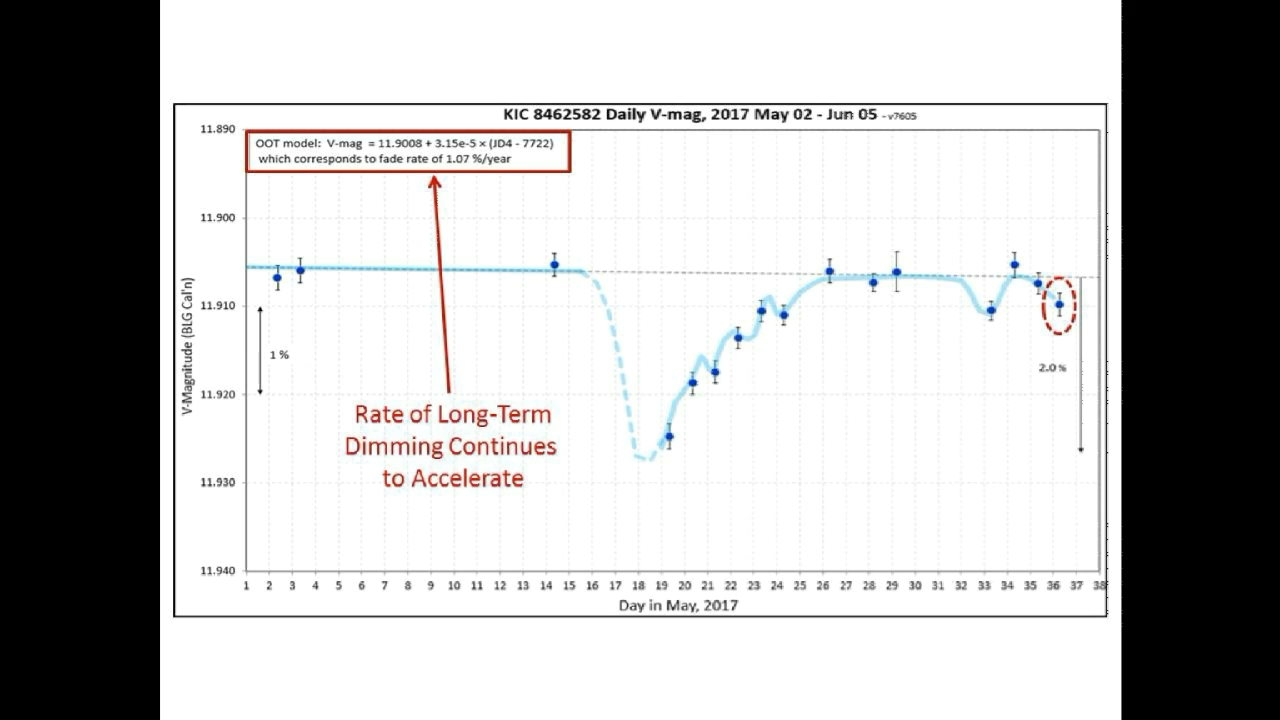 KIC 8462582 Daily V-mag, 2017 May 02 - Jun 05 - v7605
OOT model: V-mag = 11.9008 + 3.15e-5 × (JD4 - 7722)
which corresponds to fade rate of 1.07 %/year
11.890
11.900
11.910
11.920
11.930
11.940
V-Magnitude (BLG Cal'n)
1 %
2.0 %
Rate of Long-Term
Dimming Continues
to Accelerate
1 2 3 4 5 6 7 8 9 10 11 12 13 14 15 16 17 18 19 20 21 22 23 24 25 26 27 28 29 30 31 32 33 34 35 36 37 38
Day in May, 2017